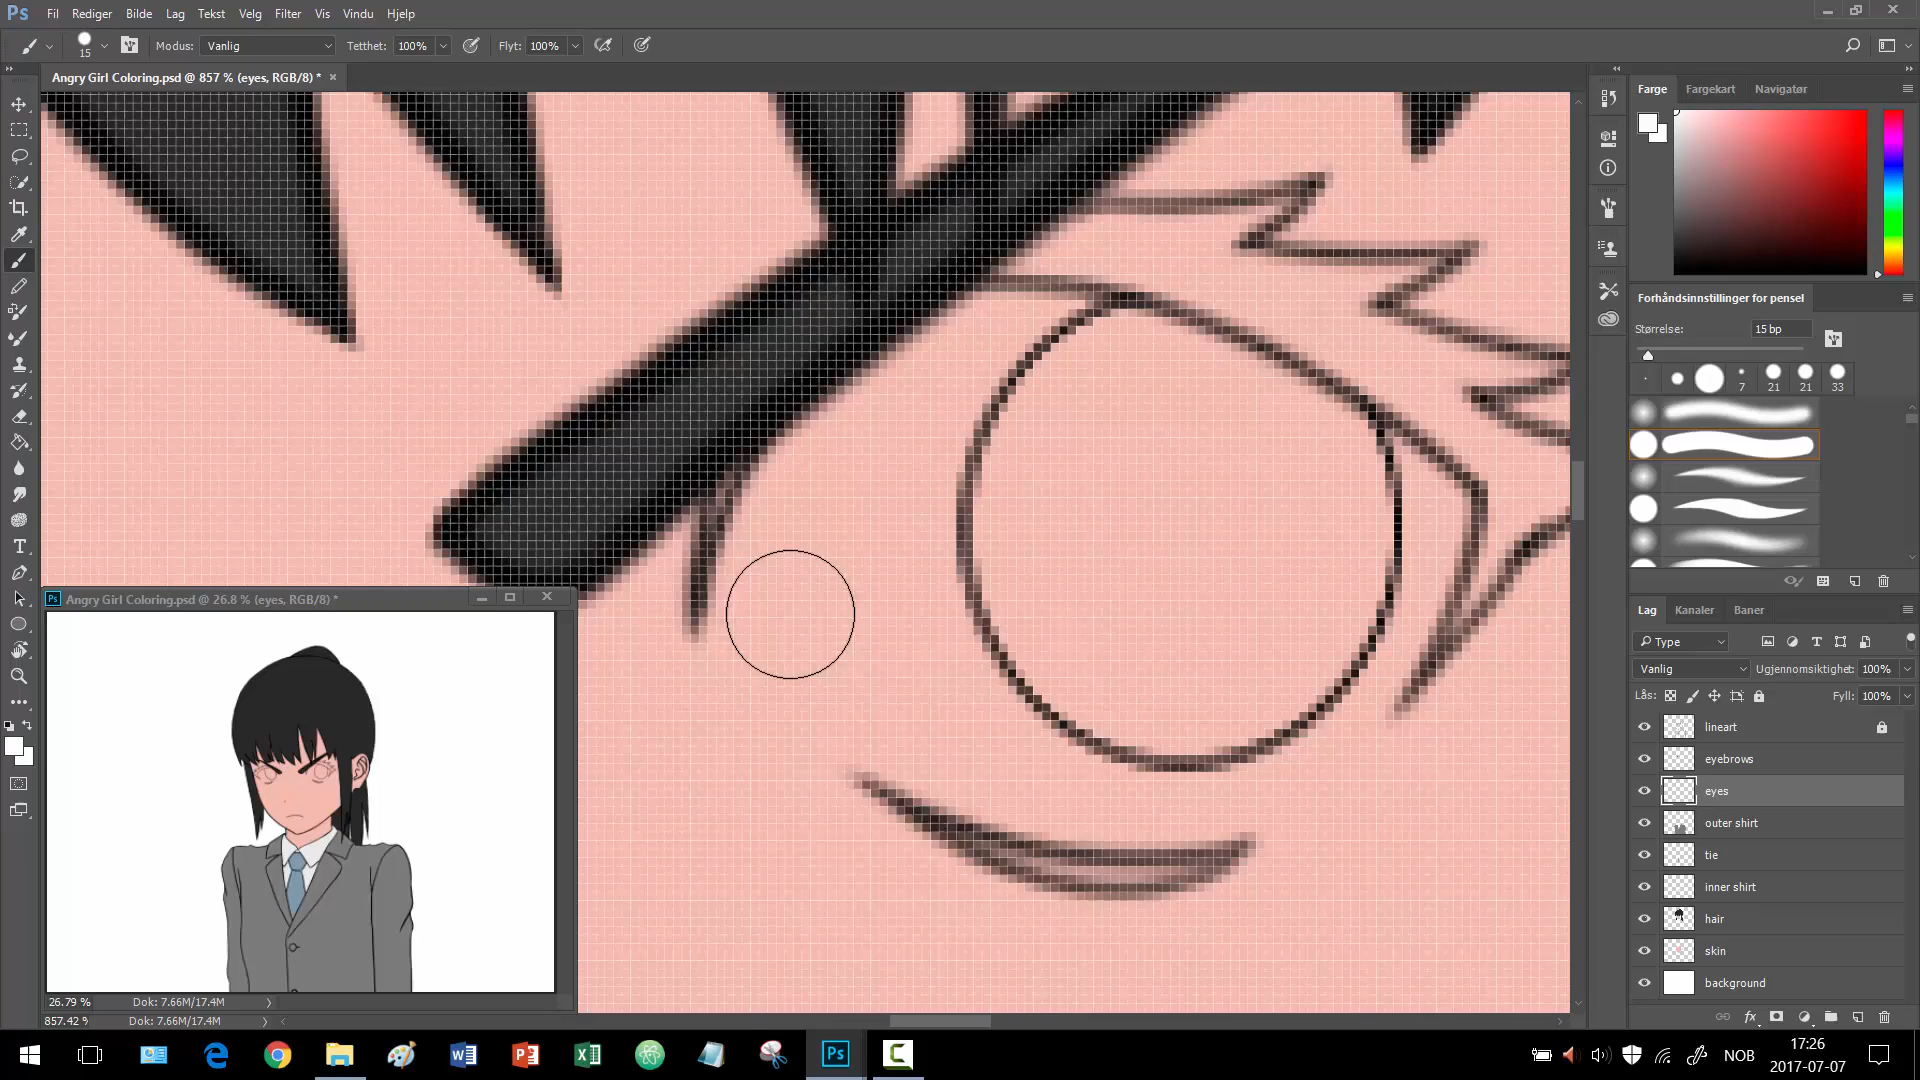 Ps Fil Rediger Bilde Lag Tekst Velg Filter Vis Vindu Hjelp
15 Modus: Vanlig Tetthet: 100% Flyt: 100%
Angry Girl Coloring.psd @ 857 % (eyes, RGB/8) * ×
Farge Fargekart Navigatør
Forhåndsinnstillinger for pensel
Størrelse: 15 bp
7 21 21 33
Lag Kanaler Baner
Type
Vanlig Ugjennomsiktighet: 100%
Lås: Fyll: 100%
lineart
eyebrows
eyes
outer shirt
tie
inner shirt
hair
skin
background
fx
Ps Angry Girl Coloring.psd @ 26.8 % (eyes, RGB/8) *
26.79 % Dok: 7.66M/17.4M
857.42 % Dok: 7.66M/17.4M
Ps NOB 17:26
2017-07-07